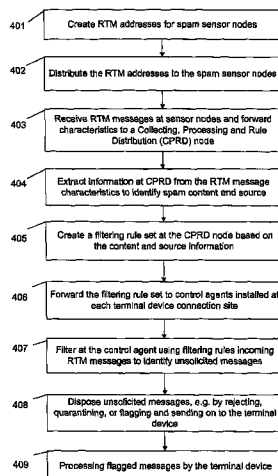 401
Create RTM addresses for spam sensor nodes
402
Distribute the RTM addresses to the spam sensor nodes
403
Receive RTM messages at sensor nodes and forward
characteristics to a Collecting, Processing and Rule
Distribution (CPRD) node
404
Extract information at CPRD from the RTM message
characteristics to identify spam content and source
405
Create a filtering rule set at the CPRD node based on
the content and source information
406
Forward the filtering rule set to control agents installed at
each terminal device connection site
407
Filter at the control agent using filtering rules incoming
RTM messages to identify unsolicited messages
408
Dispose unsolicited messages, e.g. by rejecting,
quarantining, or flagging and sending on to the terminal
device
409
Processing flagged messages by the terminal device